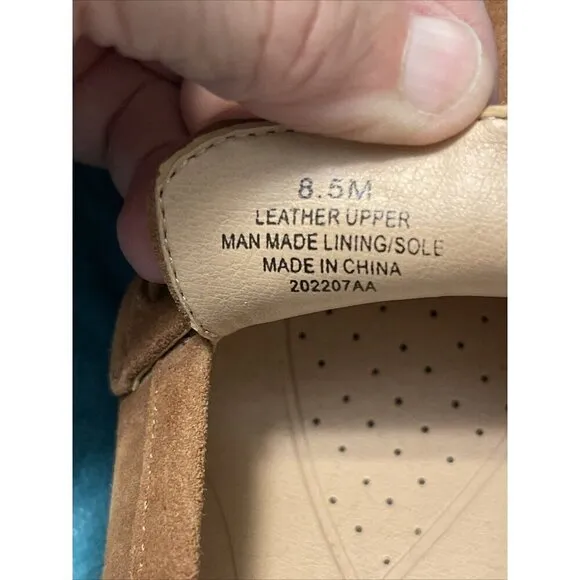 8.5M
LEATHER UPPER
MAN MADE LINING/SOLE
MADE IN CHINA
202207AA